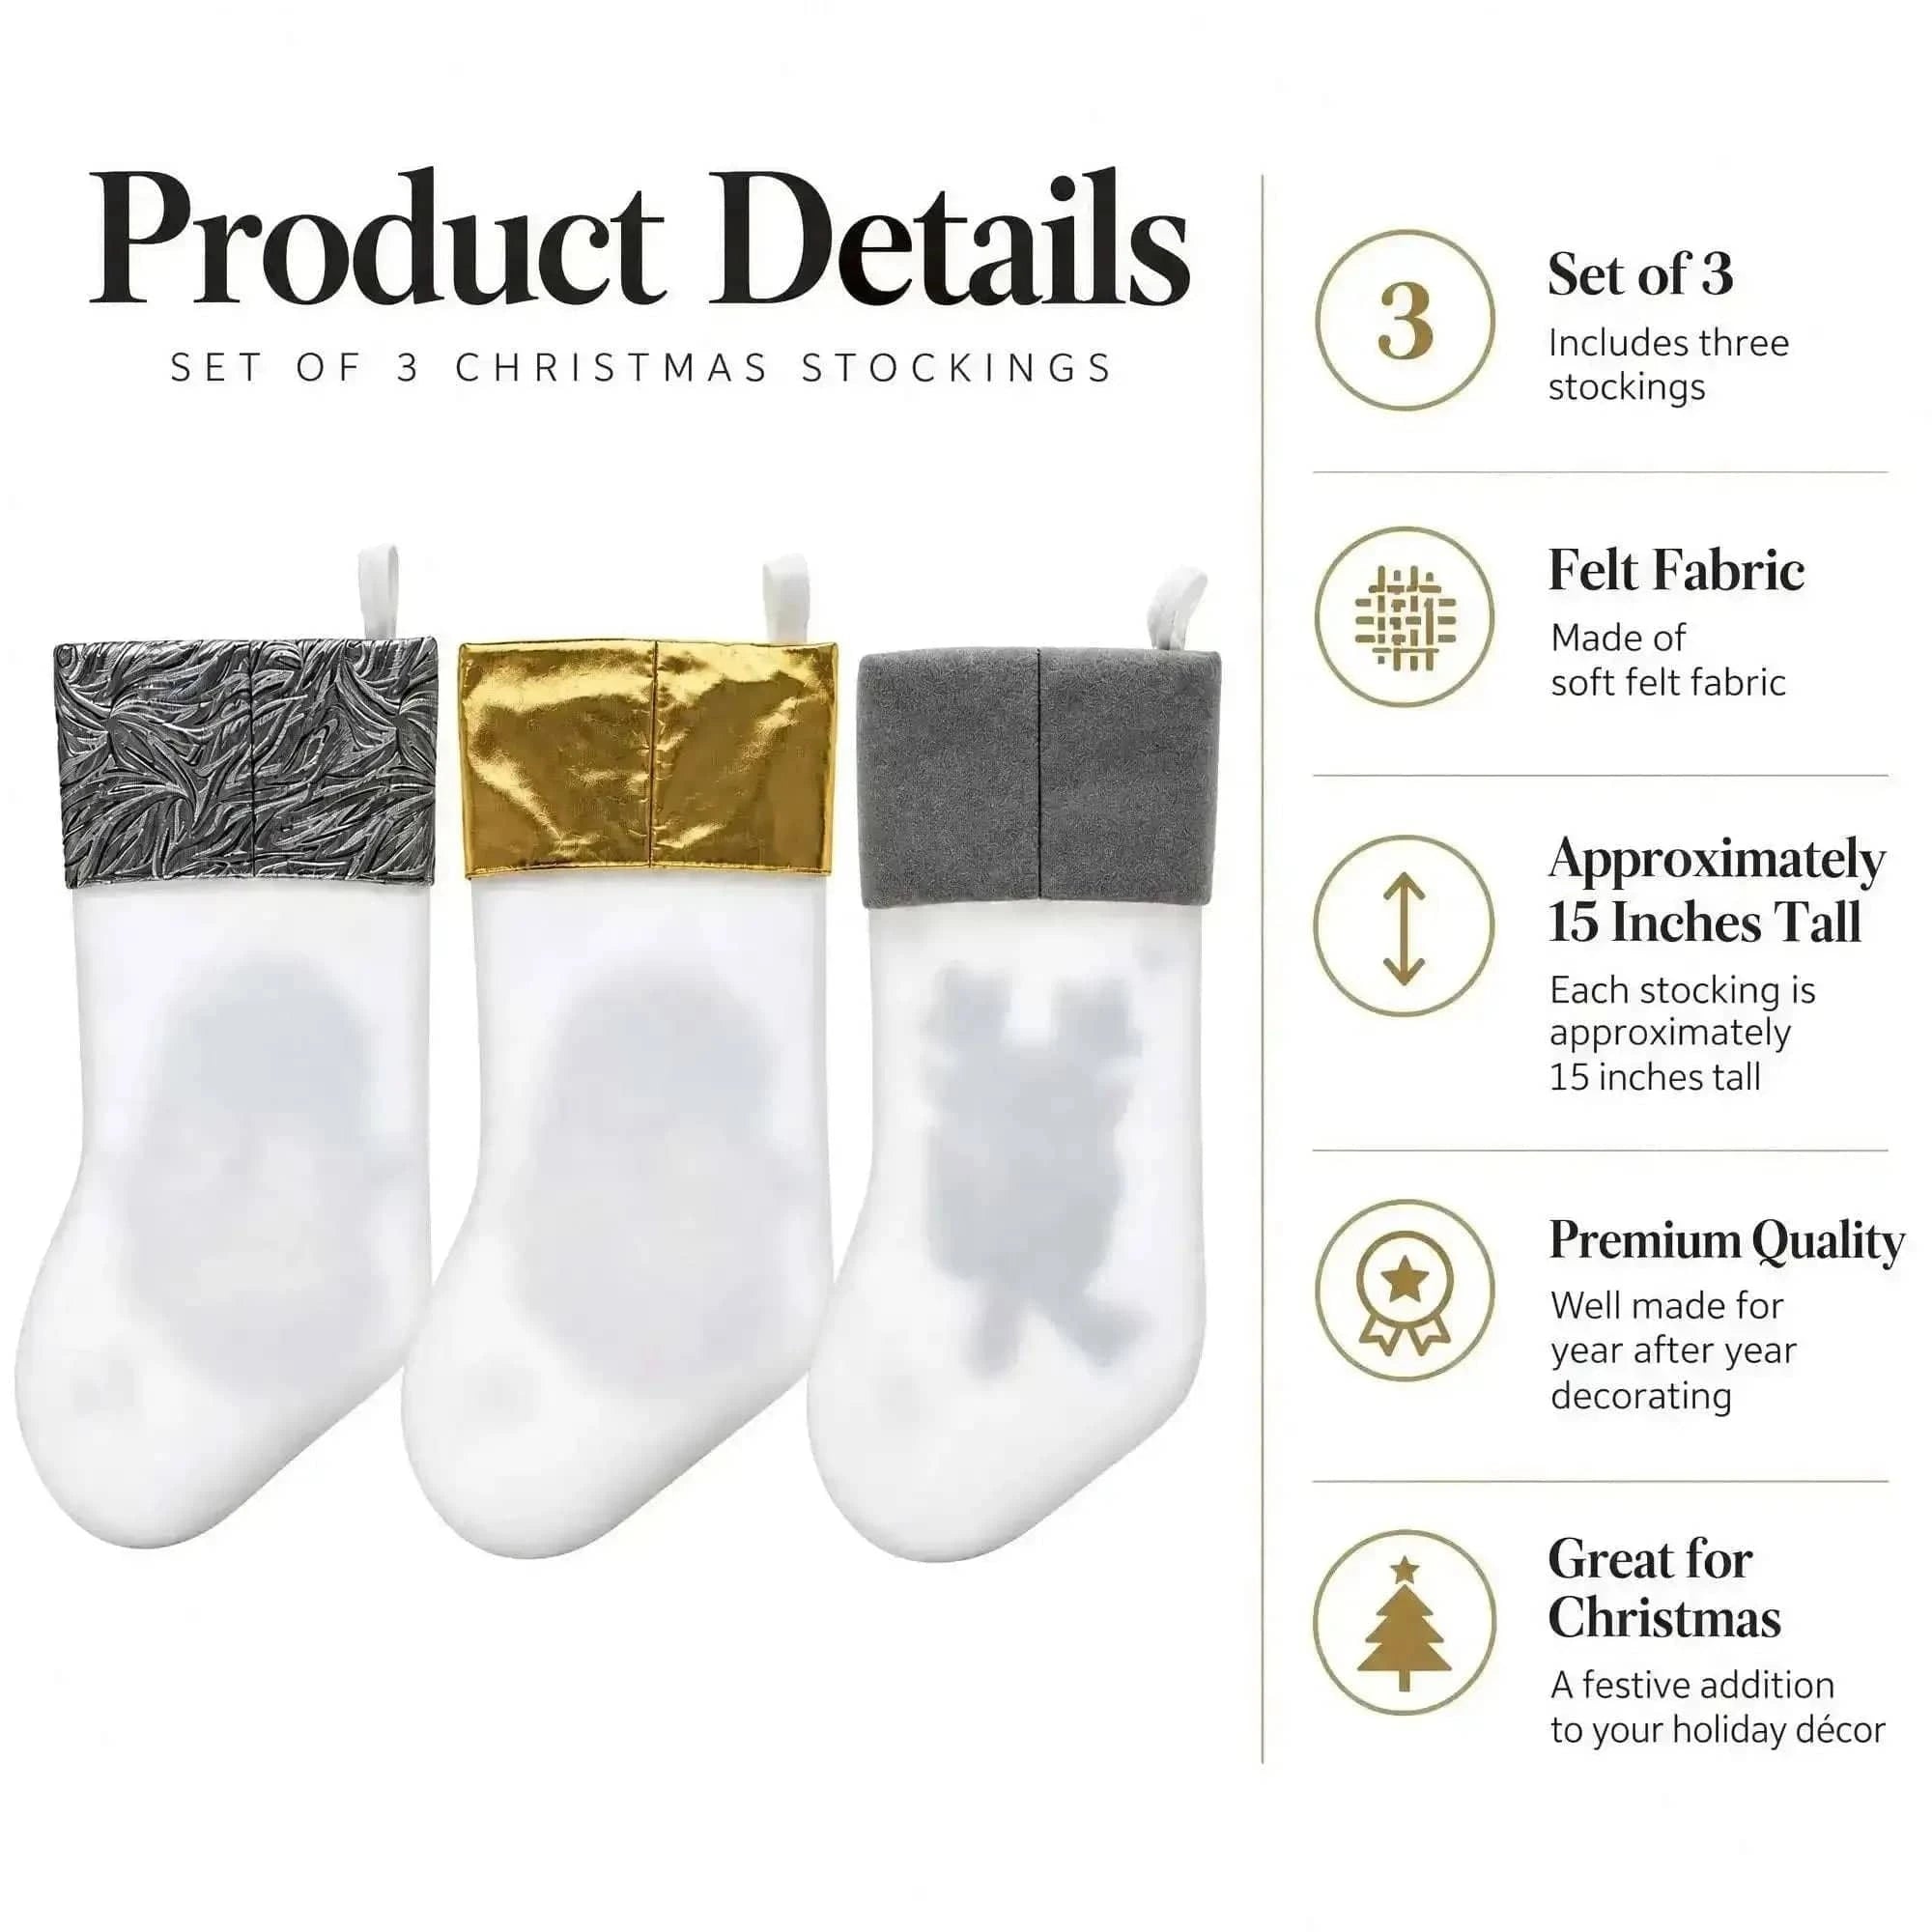 Product Details
SET OF 3 CHRISTMAS STOCKINGS
3
Set of 3
Includes three
stockings
Felt Fabric
Made of
soft felt fabric
Approximately
15 Inches Tall
Each stocking is
approximately
15 inches tall
Premium Quality
Well made for
year after year
decorating
Great for
Christmas
A festive addition
to your holiday décor